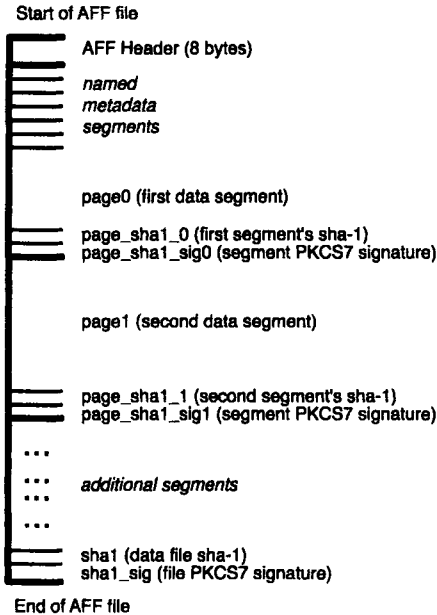 Start of AFF file
AFF Header (8 bytes)
named
metadata
segments
page0 (first data segment)
page_sha1_0 (first segment's sha-1)
page_sha1_sig0 (segment PKCS7 signature)
page1 (second data segment)
page_sha1_1 (second segment's sha-1)
page_sha1_sig1 (segment PKCS7 signature)
...
...
additional segments
...
...
sha1 (data file sha-1)
sha1_sig (file PKCS7 signature)
End of AFF file